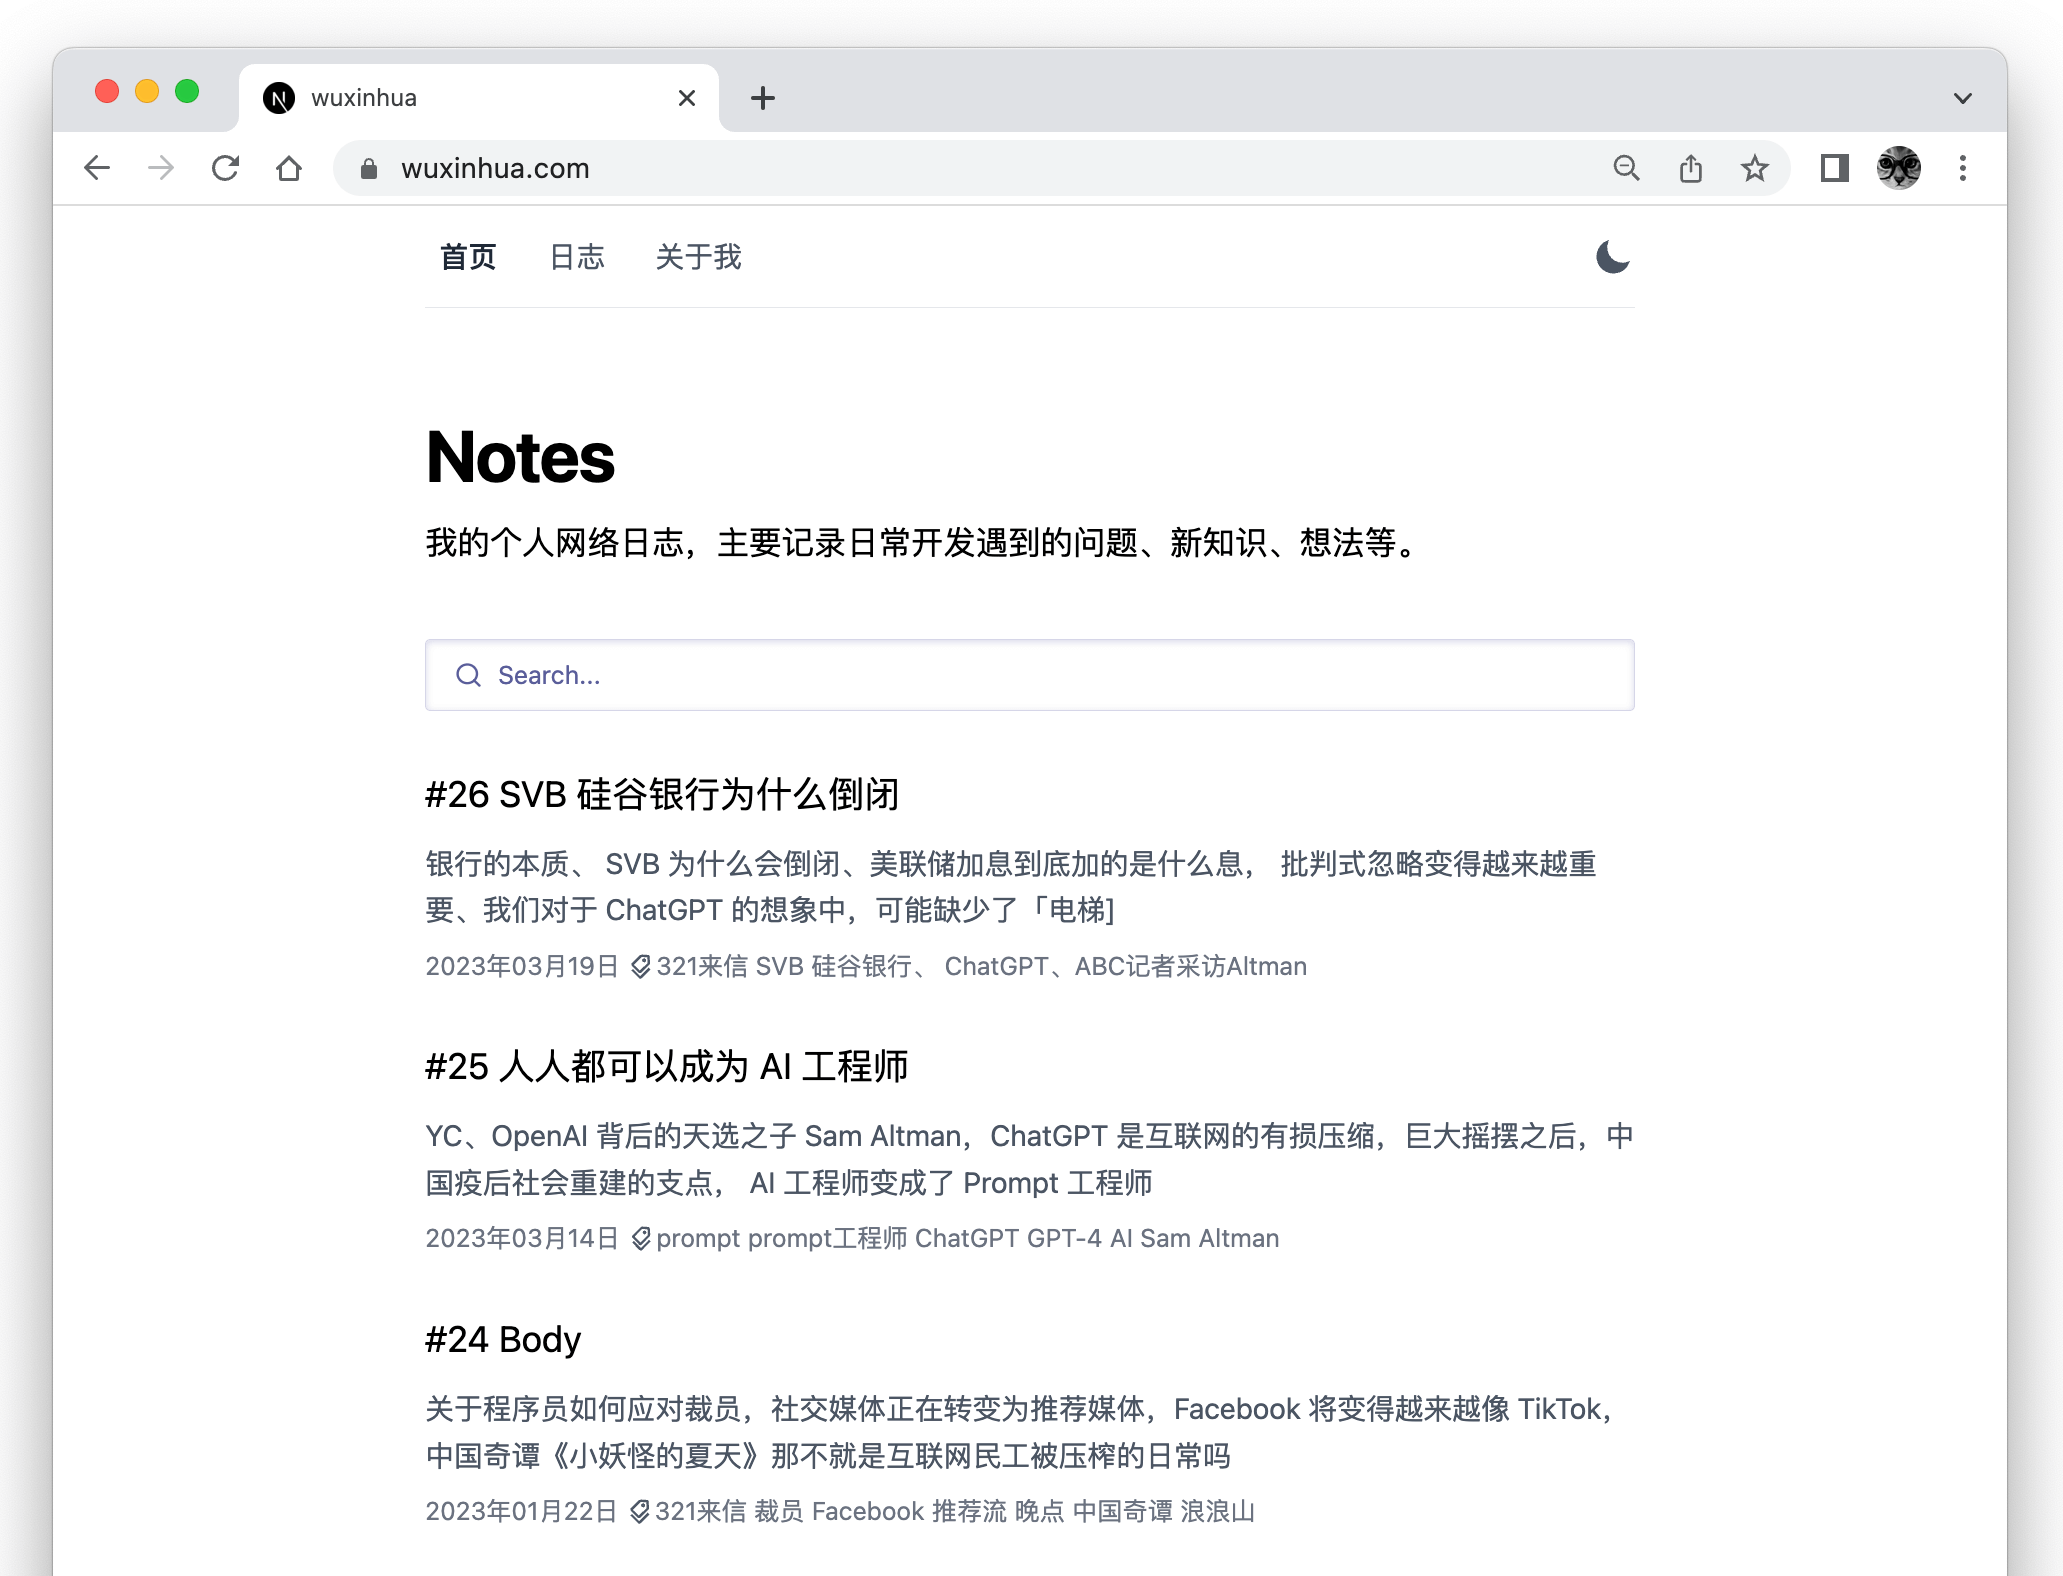 wuxinhua
wuxinhua.com
首页 日志 关于我
Notes
我的个人网络日志，主要记录日常开发遇到的问题、新知识、想法等。
Search...
#26 SVB 硅谷银行为什么倒闭
银行的本质、 SVB 为什么会倒闭、美联储加息到底加的是什么息， 批判式忽略变得越来越重
要、我们对于 ChatGPT 的想象中，可能缺少了「电梯]
2023年03月19日 321来信 SVB 硅谷银行、 ChatGPT、ABC记者采访Altman
#25 人人都可以成为 AI 工程师
YC、OpenAI 背后的天选之子 Sam Altman，ChatGPT 是互联网的有损压缩，巨大摇摆之后，中
国疫后社会重建的支点， AI 工程师变成了 Prompt 工程师
2023年03月14日 prompt prompt工程师 ChatGPT GPT-4 AI Sam Altman
#24 Body
关于程序员如何应对裁员，社交媒体正在转变为推荐媒体，Facebook 将变得越来越像 TikTok，
中国奇谭《小妖怪的夏天》那不就是互联网民工被压榨的日常吗
2023年01月22日 321来信 裁员 Facebook 推荐流 晚点 中国奇谭 浪浪山